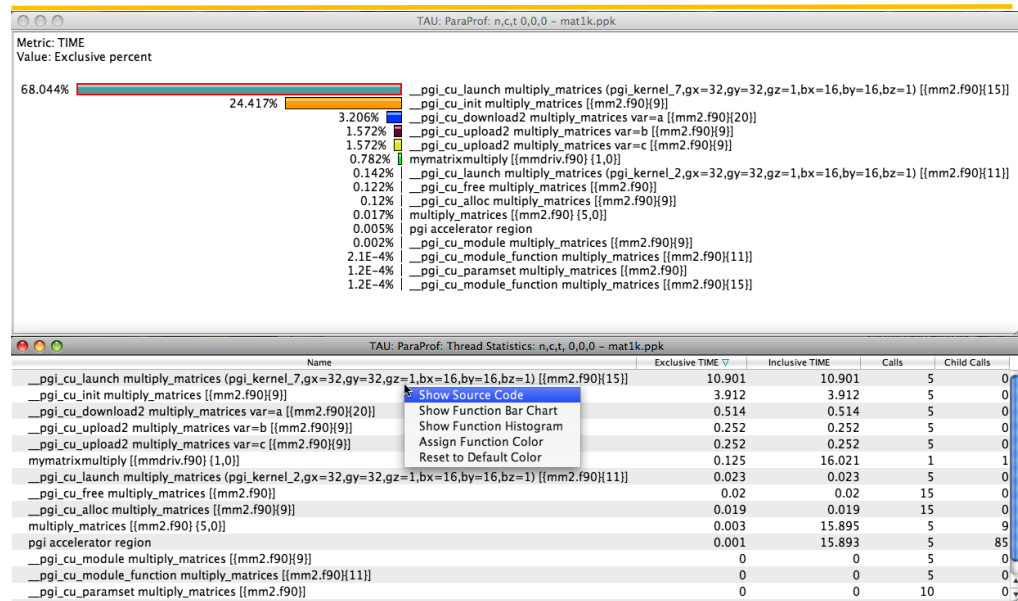 TAU: ParaProf: n,c,t 0,0,0 – mat1k.ppk
Metric: TIME
Value: Exclusive percent
68.044% __pgi_cu_launch multiply_matrices (pgi_kernel_7,gx=32,gy=32,gz=1,bx=16,by=16,bz=1) [{mm2.f90}{15}]
24.417% __pgi_cu_init multiply_matrices [{mm2.f90}{9}]
3.206% __pgi_cu_download2 multiply_matrices var=a [{mm2.f90}{20}]
1.572% __pgi_cu_upload2 multiply_matrices var=b [{mm2.f90}{9}]
1.572% __pgi_cu_upload2 multiply_matrices var=c [{mm2.f90}{9}]
0.782% mymatrixmultiply [{mmdriv.f90} {1,0}]
0.142% __pgi_cu_launch multiply_matrices (pgi_kernel_2,gx=32,gy=32,gz=1,bx=16,by=16,bz=1) [{mm2.f90}{11}]
0.122% __pgi_cu_free multiply_matrices [{mm2.f90}]
0.12% __pgi_cu_alloc multiply_matrices [{mm2.f90}{9}]
0.017% multiply_matrices [{mm2.f90} {5,0}]
0.005% pgi accelerator region
0.002% __pgi_cu_module multiply_matrices [{mm2.f90}{9}]
2.1E-4% __pgi_cu_module_function multiply_matrices [{mm2.f90}{11}]
1.2E-4% __pgi_cu_paramset multiply_matrices [{mm2.f90}]
1.2E-4% __pgi_cu_module_function multiply_matrices [{mm2.f90}{15}]
TAU: ParaProf: Thread Statistics: n,c,t, 0,0,0 – mat1k.ppk
Name Exclusive TIME ▽ Inclusive TIME Calls Child Calls
__pgi_cu_launch multiply_matrices (pgi_kernel_7,gx=32,gy=32,gz=1,bx=16,by=16,bz=1) [{mm2.f90}{15}] 10.901 10.901 5 0
__pgi_cu_init multiply_matrices [{mm2.f90}{9}] 3.912 3.912 5 0
__pgi_cu_download2 multiply_matrices var=a [{mm2.f90}{20}] 0.514 0.514 5 0
__pgi_cu_upload2 multiply_matrices var=b [{mm2.f90}{9}] 0.252 0.252 5 0
__pgi_cu_upload2 multiply_matrices var=c [{mm2.f90}{9}] 0.252 0.252 5 0
mymatrixmultiply [{mmdriv.f90} {1,0}] 0.125 16.021 1 1
__pgi_cu_launch multiply_matrices (pgi_kernel_2,gx=32,gy=32,gz=1,bx=16,by=16,bz=1) [{mm2.f90}{11}] 0.023 0.023 5 0
__pgi_cu_free multiply_matrices [{mm2.f90}] 0.02 0.02 15 0
__pgi_cu_alloc multiply_matrices [{mm2.f90}{9}] 0.019 0.019 15 0
multiply_matrices [{mm2.f90} {5,0}] 0.003 15.895 5 9
pgi accelerator region 0.001 15.893 5 85
__pgi_cu_module multiply_matrices [{mm2.f90}{9}] 0 0 5 0
__pgi_cu_module_function multiply_matrices [{mm2.f90}{11}] 0 0 5 0
__pgi_cu_paramset multiply_matrices [{mm2.f90}] 0 0 10 0
Show Source Code
Show Function Bar Chart
Show Function Histogram
Assign Function Color
Reset to Default Color